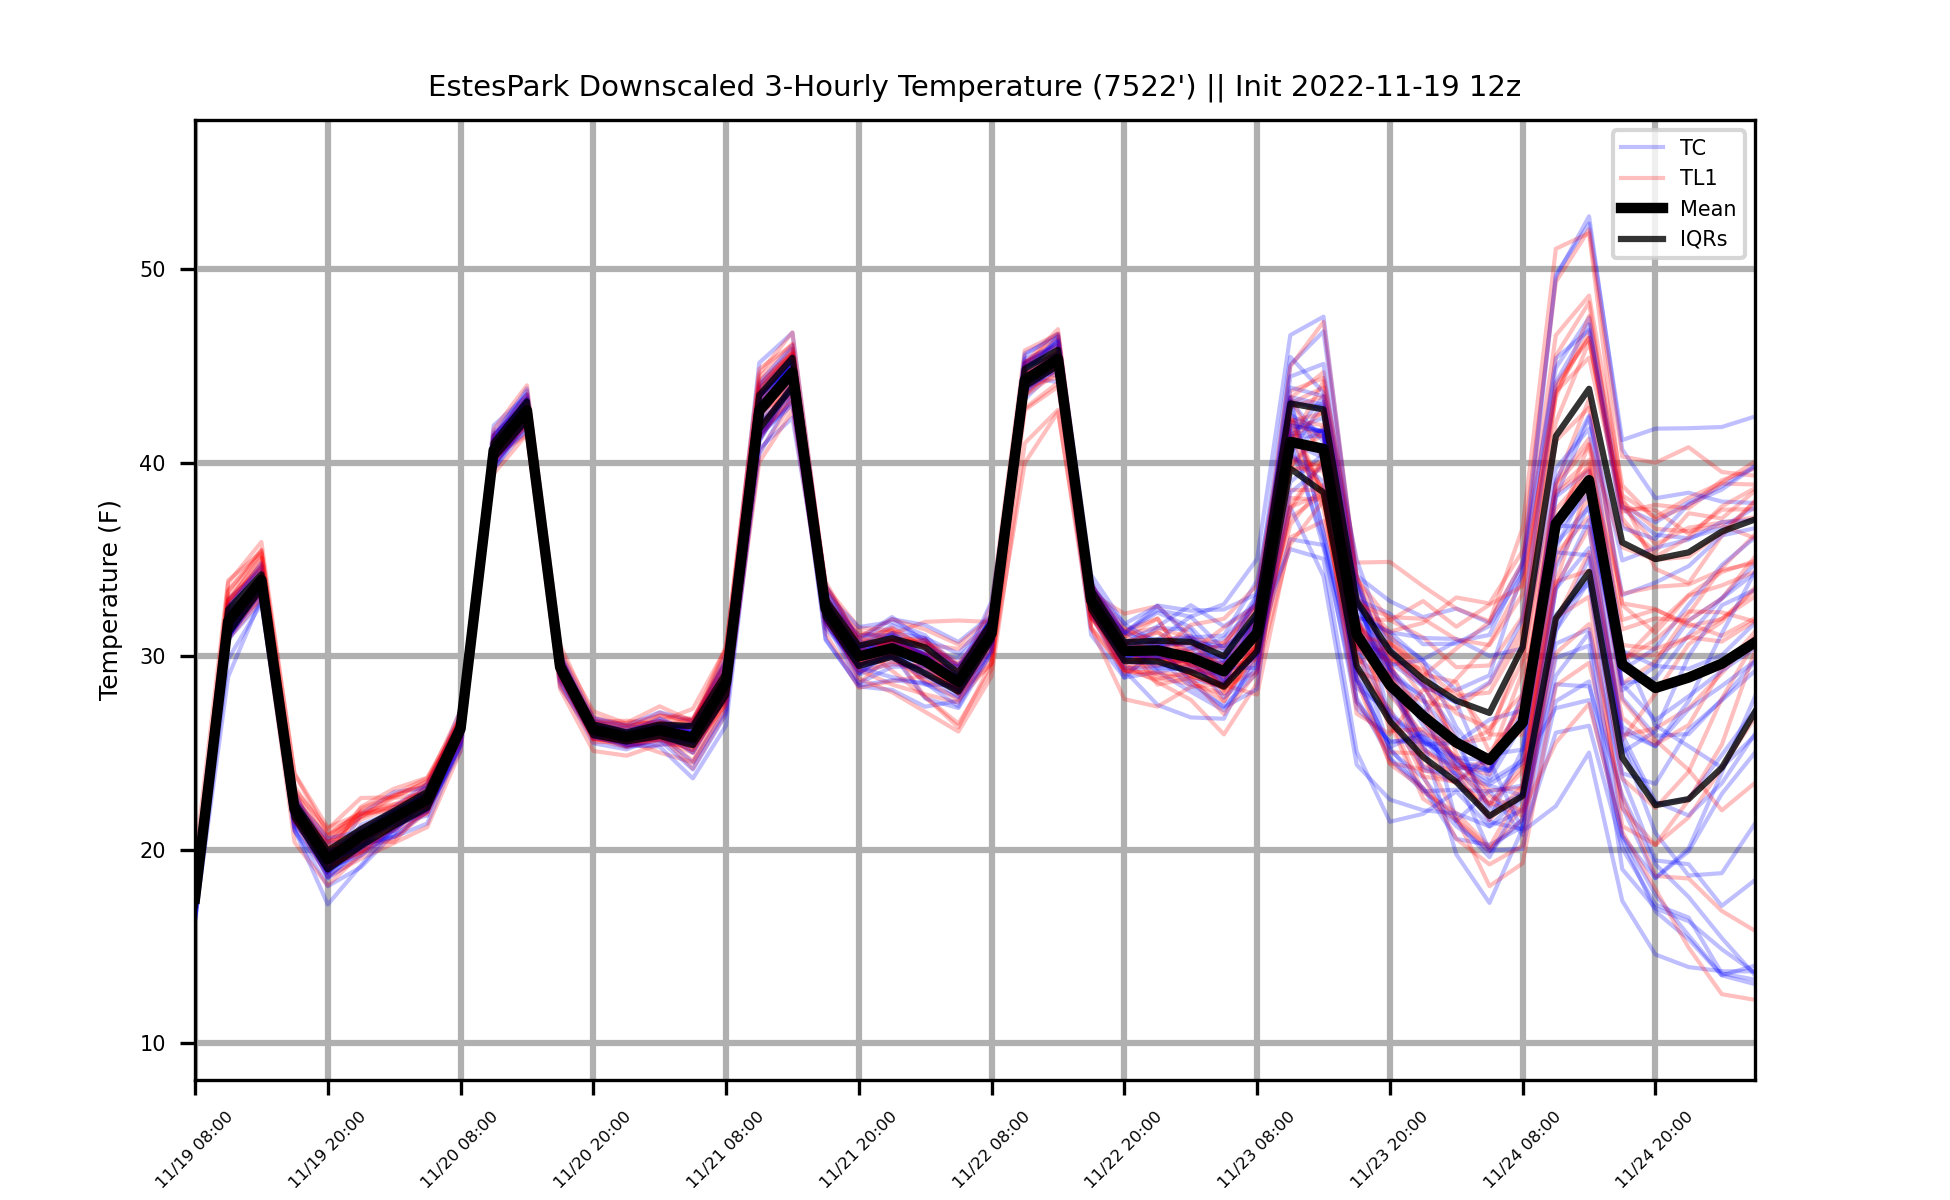 EstesPark Downscaled 3-Hourly Temperature (7522') || Init 2022-11-19 12z
TC
TL1
Mean
IQRs
Temperature (F)
50
40
30
20
10
11/19 08:00
11/19 20:00
11/20 08:00
11/20 20:00
11/21 08:00
11/21 20:00
11/22 08:00
11/22 20:00
11/23 08:00
11/23 20:00
11/24 08:00
11/24 20:00